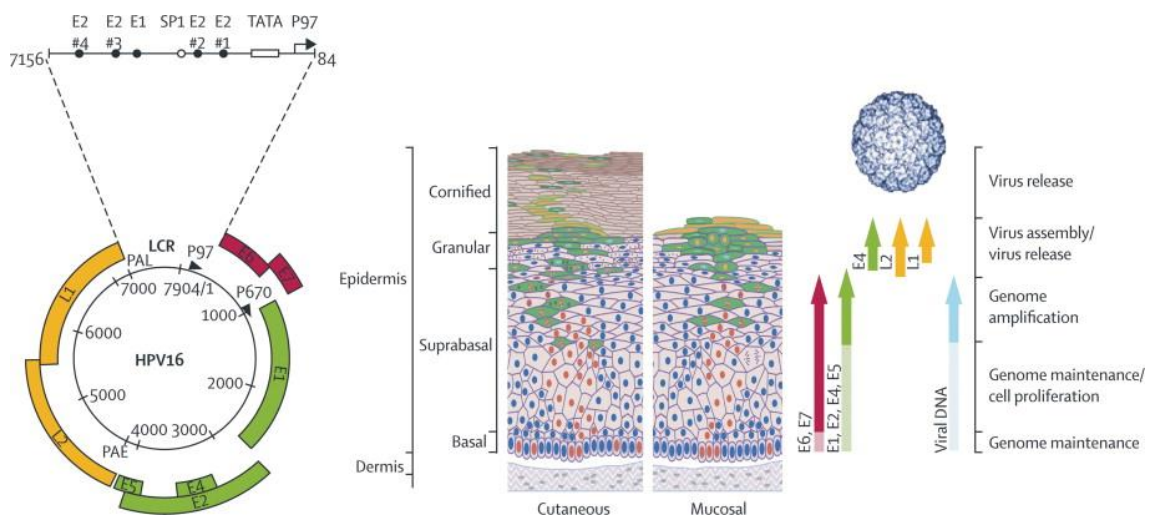 E2 E2 E1 SP1 E2 E2 TATA P97
#4 #3 #2 #1
7156 84
LCR
P97
E6
E7
PAL
7000 7904/1 P670
1000
L1
6000
HPV16
E1
2000
5000
L2
4000 3000
PAE
E5
E4
E2
Epidermis
Dermis
Cornified
Granular
Suprabasal
Basal
Cutaneous Mucosal
E6, E7
E1, E2, E4, E5
E4
L2
L1
Viral DNA
Virus release
Virus assembly/
virus release
Genome
amplification
Genome maintenance/
cell proliferation
Genome maintenance